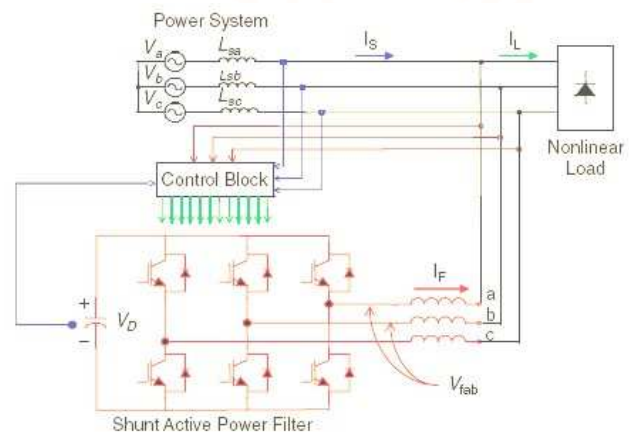 Power System
Va
Lsa
IS
IL
Vb
Lsb
Vc
Lsc
Nonlinear
Load
Control Block
+
VD
−
IF
a
b
c
Vfab
Shunt Active Power Filter